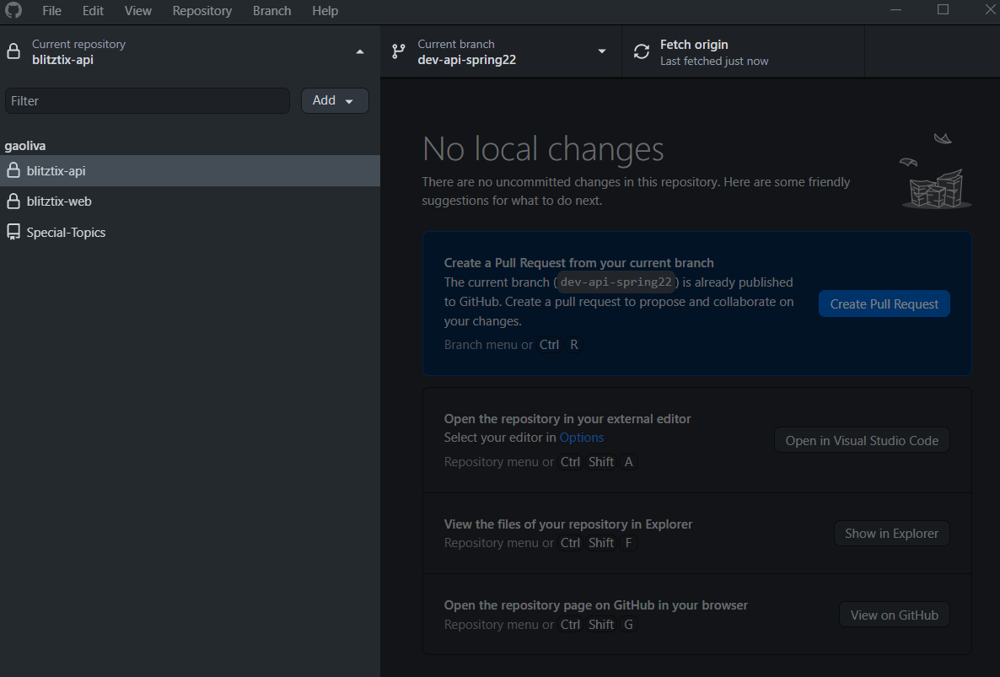 File Edit View Repository Branch Help
Current repository
blitztix-api
Current branch
dev-api-spring22
Fetch origin
Last fetched just now
Filter
Add
gaoliva
blitztix-api
blitztix-web
Special-Topics
No local changes
There are no uncommitted changes in this repository. Here are some friendly
suggestions for what to do next.
Create a Pull Request from your current branch
The current branch (dev-api-spring22) is already published
to GitHub. Create a pull request to propose and collaborate on
your changes.
Branch menu or Ctrl R
Create Pull Request
Open the repository in your external editor
Select your editor in Options
Repository menu or Ctrl Shift A
Open in Visual Studio Code
View the files of your repository in Explorer
Repository menu or Ctrl Shift F
Show in Explorer
Open the repository page on GitHub in your browser
Repository menu or Ctrl Shift G
View on GitHub